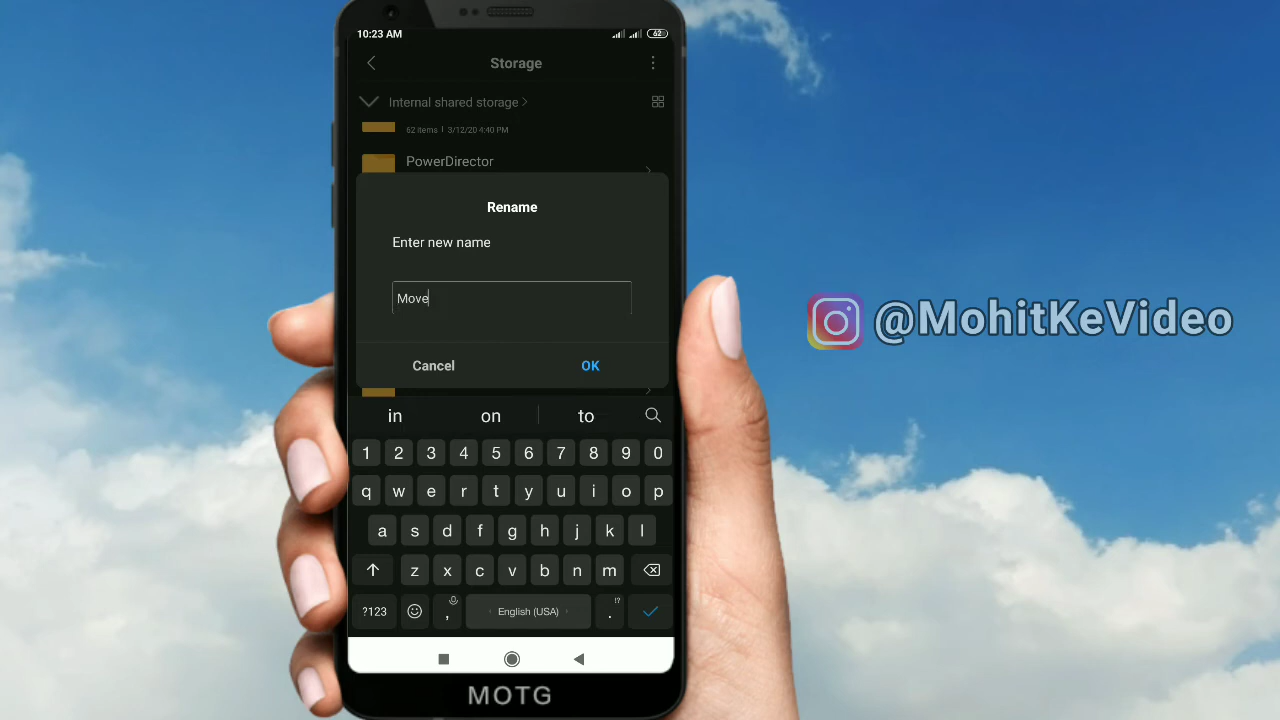 10:23 AM 62
Storage
Internal shared storage >
62 items | 3/12/20 4:40 PM
PowerDirector
Rename
Enter new name
Move
Cancel OK
in on to
1 2 3 4 5 6 7 8 9 0
q w e r t y u i o p
a s d f g h j k l
z x c v b n m
?123 , English (USA) . !?
MOTG
@MohitKeVideo